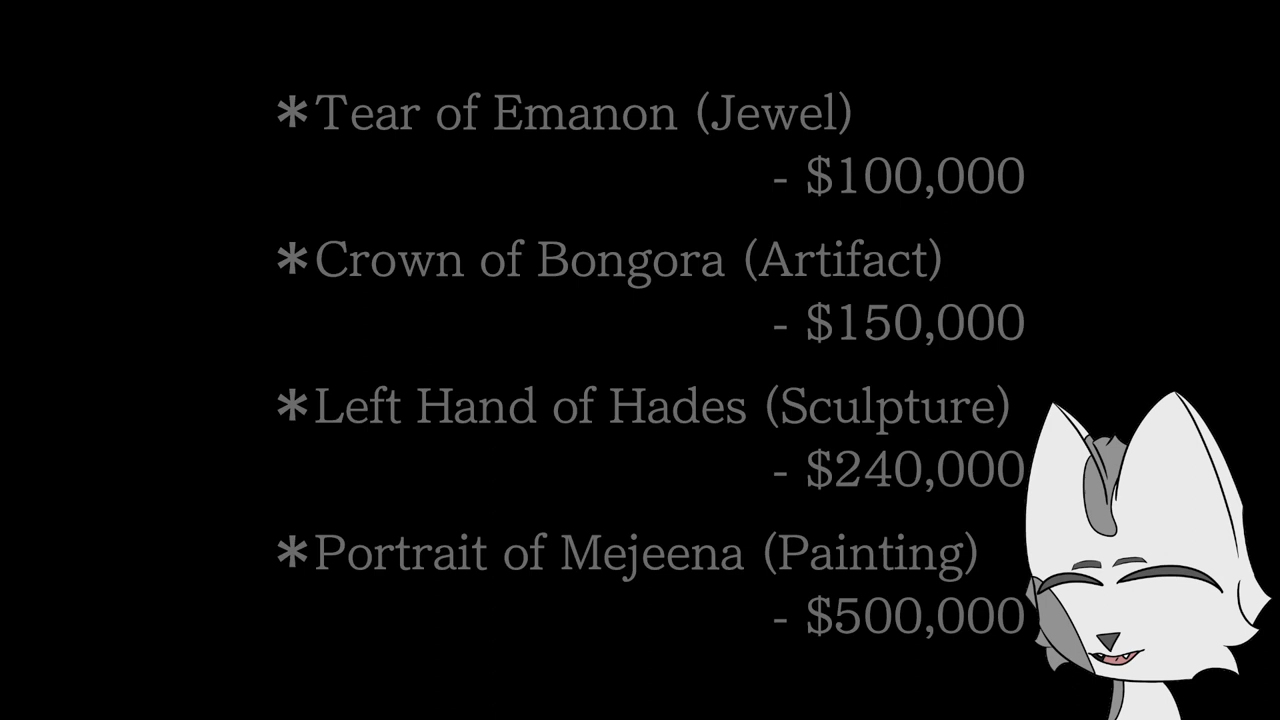 *Tear of Emanon (Jewel)
- $100,000
*Crown of Bongora (Artifact)
- $150,000
*Left Hand of Hades (Sculpture)
- $240,000
*Portrait of Mejeena (Painting)
- $500,000